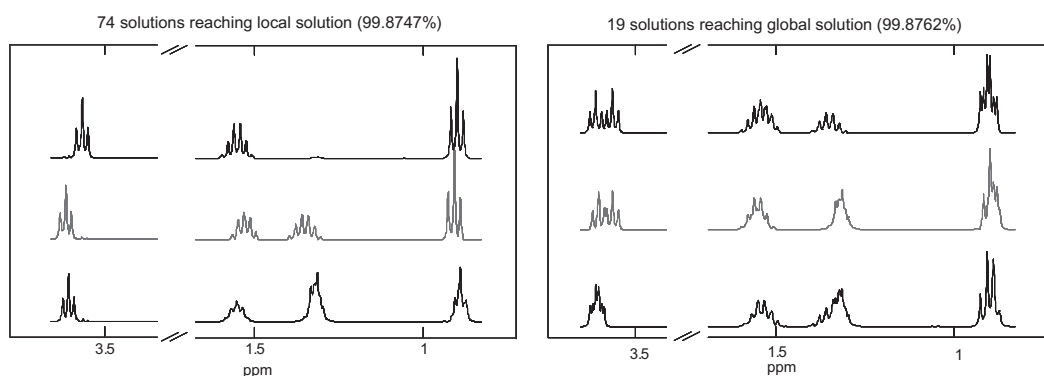 74 solutions reaching local solution (99.8747%)
19 solutions reaching global solution (99.8762%)
3.5
1.5
1
ppm
3.5
1.5
1
ppm